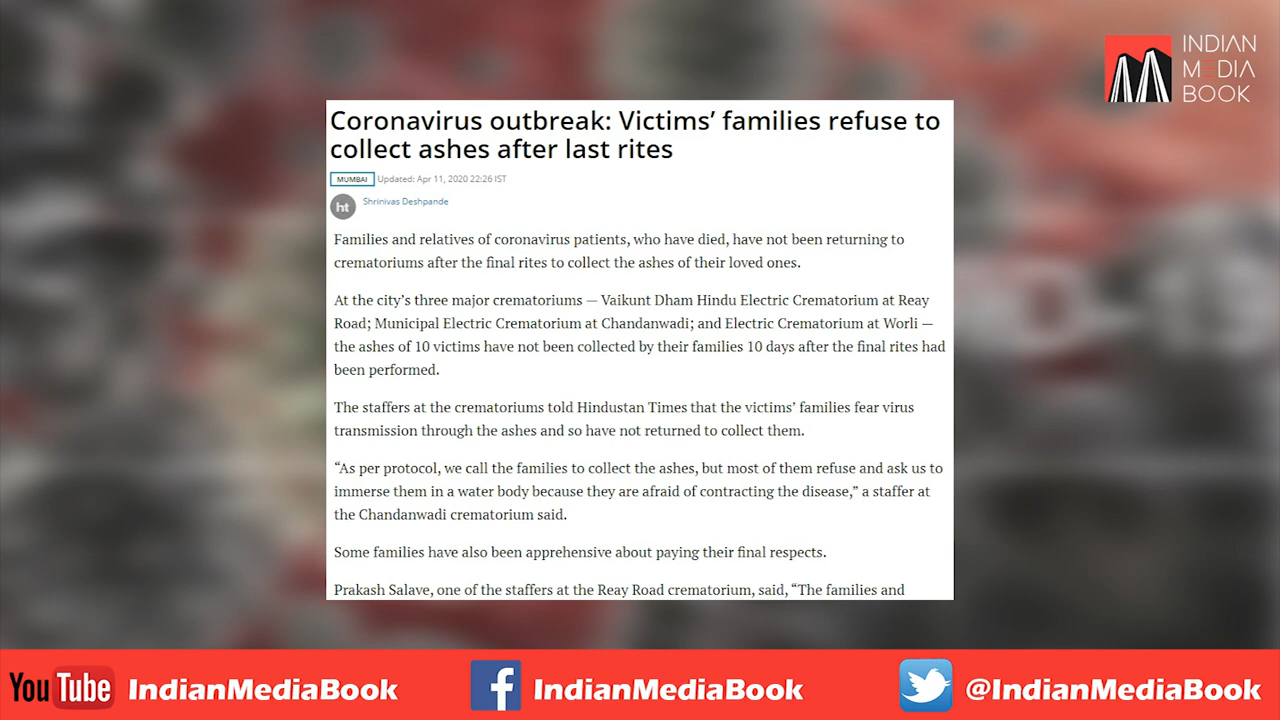 INDIAN
MEDIA
BOOK
Coronavirus outbreak: Victims’ families refuse to
collect ashes after last rites
MUMBAI Updated: Apr 11, 2020 22:26 IST
ht Shrinivas Deshpande
Families and relatives of coronavirus patients, who have died, have not been returning to
crematoriums after the final rites to collect the ashes of their loved ones.
At the city’s three major crematoriums — Vaikunt Dham Hindu Electric Crematorium at Reay
Road; Municipal Electric Crematorium at Chandanwadi; and Electric Crematorium at Worli —
the ashes of 10 victims have not been collected by their families 10 days after the final rites had
been performed.
The staffers at the crematoriums told Hindustan Times that the victims’ families fear virus
transmission through the ashes and so have not returned to collect them.
“As per protocol, we call the families to collect the ashes, but most of them refuse and ask us to
immerse them in a water body because they are afraid of contracting the disease,” a staffer at
the Chandanwadi crematorium said.
Some families have also been apprehensive about paying their final respects.
Prakash Salave, one of the staffers at the Reay Road crematorium, said, “The families and
YouTube IndianMediaBook f IndianMediaBook @IndianMediaBook